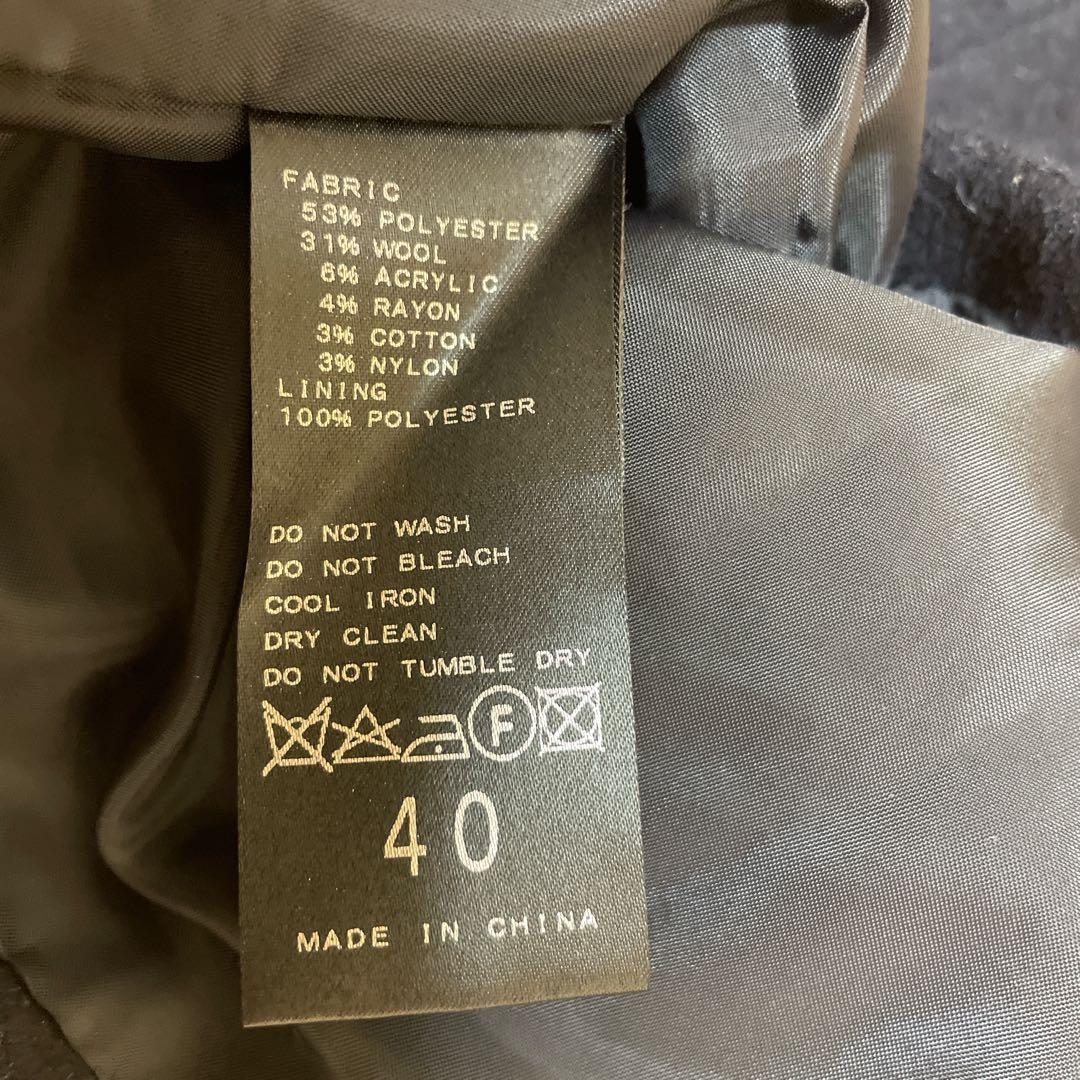 FABRIC
53% POLYESTER
31% WOOL
6% ACRYLIC
4% RAYON
3% COTTON
3% NYLON
LINING
100% POLYESTER
DO NOT WASH
DO NOT BLEACH
COOL IRON
DRY CLEAN
DO NOT TUMBLE DRY
F
40
MADE IN CHINA